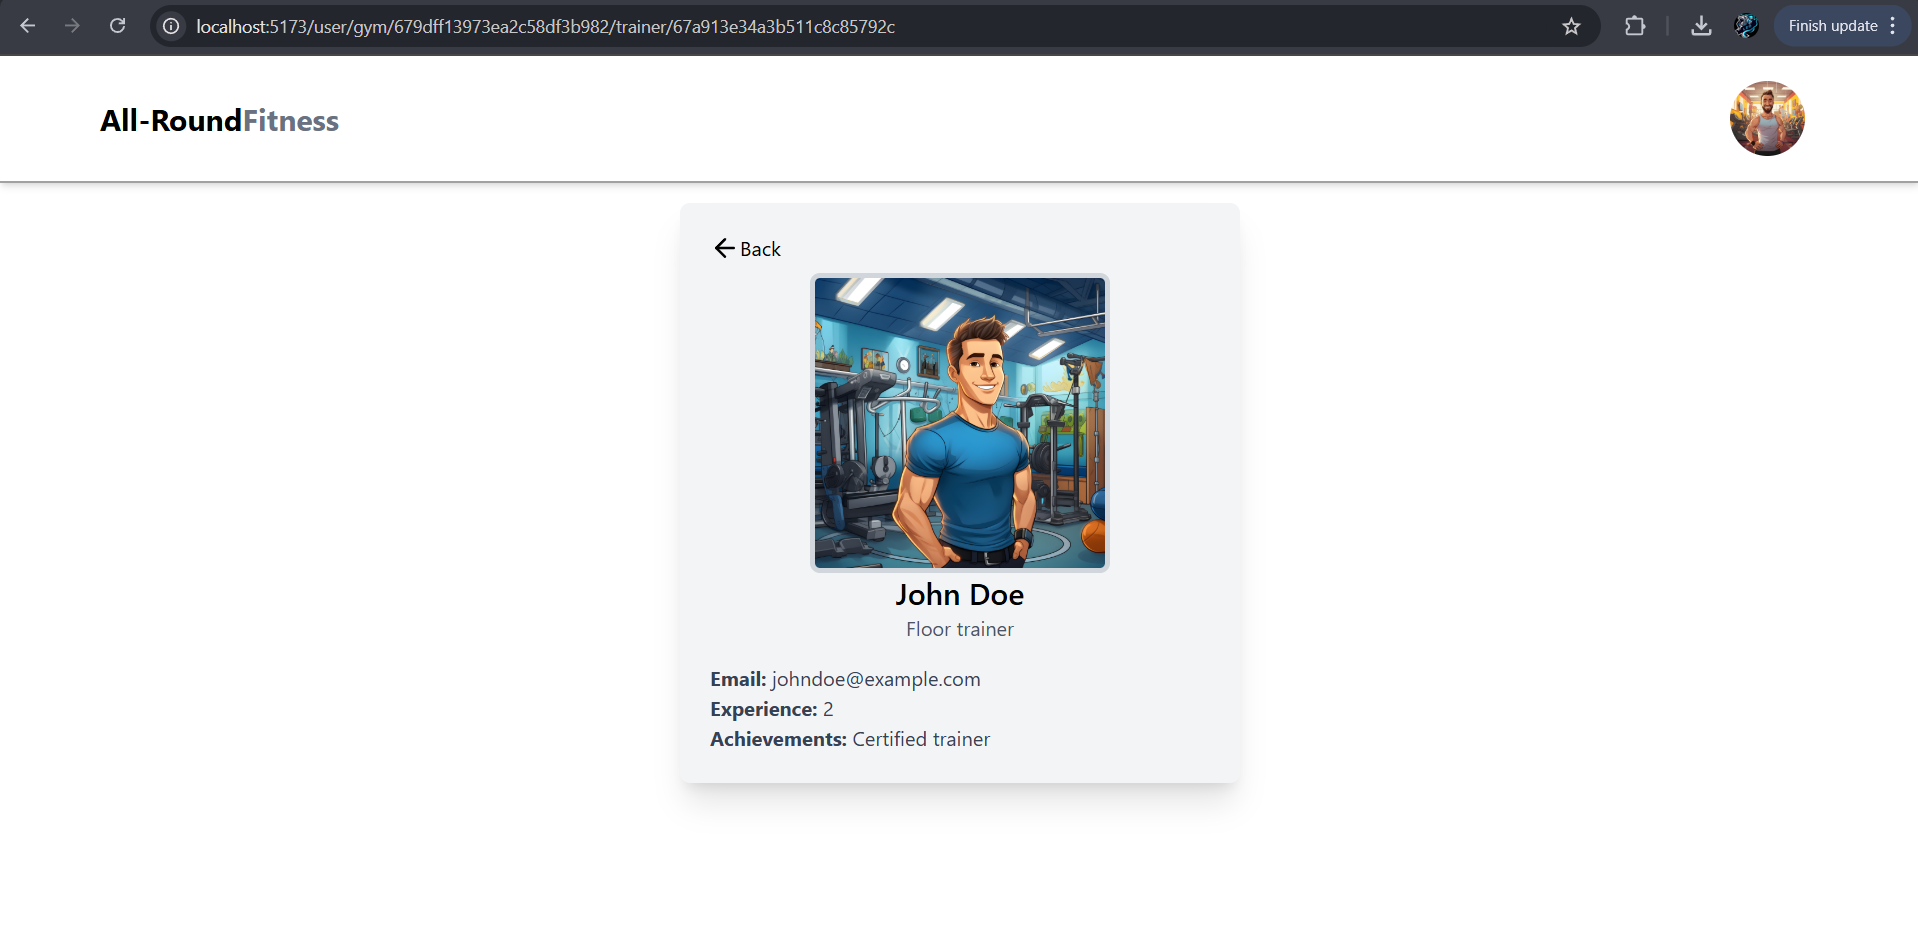 localhost:5173/user/gym/679dff13973ea2c58df3b982/trainer/67a913e34a3b511c8c85792c
Finish update
All-RoundFitness
Back
John Doe
Floor trainer
Email: johndoe@example.com
Experience: 2
Achievements: Certified trainer